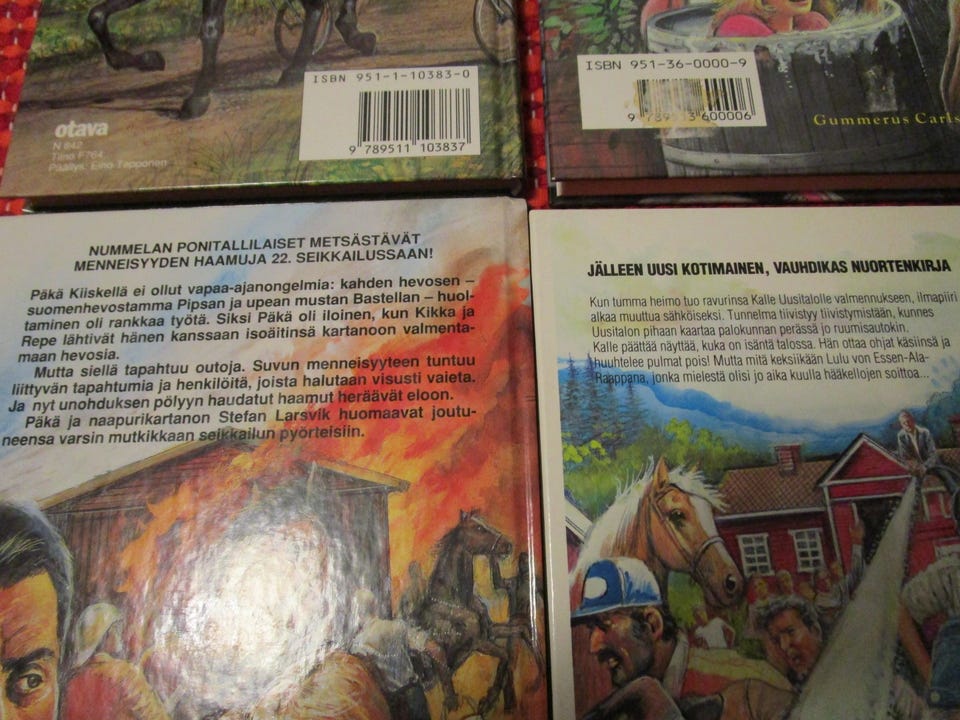 ISBN 951-1-10383-0
9 789511 103837
otava
N 842
Tiino F764
Päällys: Eino Tepponen
ISBN 951-36-0000-9
9 789513 600006
Gummerus Carls
NUMMELAN PONITALLILAISET METSÄSTÄVÄT
MENNEISYYDEN HAAMUJA 22. SEIKKAILUSSAAN!
Päkä Kiiskellä ei ollut vapaa-ajanongelmia: kahden hevosen –
suomenhevostamma Pipsan ja upean mustan Bastellan – huol-
taminen oli rankkaa työtä. Siksi Päkä oli iloinen, kun Kikka ja
Repe lähtivät hänen kanssaan isoäitinsä kartanoon valmenta-
maan hevosia.
Mutta siellä tapahtuu outoja. Suvun menneisyyteen tuntuu
liittyvän tapahtumia ja henkilöitä, joista halutaan visusti vaieta.
Ja nyt unohduksen pölyyn haudatut haamut heräävät eloon.
Päkä ja naapurikartanon Stefan Larsvik huomaavat joutu-
neensa varsin mutkikkaan seikkailun pyörteisiin.
JÄLLEEN UUSI KOTIMAINEN, VAUHDIKAS NUORTENKIRJA
Kun tumma heimo tuo ravurinsa Kalle Uusitalolle valmennukseen, ilmapiiri
alkaa muuttua sähköiseksi. Tunnelma tiivistyy tiivistymistään, kunnes
Uusitalon pihaan kaartaa palokunnan perässä jo ruumisautokin.
Kalle päättää näyttää, kuka on isäntä talossa. Hän ottaa ohjat käsiinsä ja
huuhtelee pulmat pois! Mutta mitä keksiikään Lulu von Essen-Ala-
Raappana, jonka mielestä olisi jo aika kuulla hääkellojen soittoa...